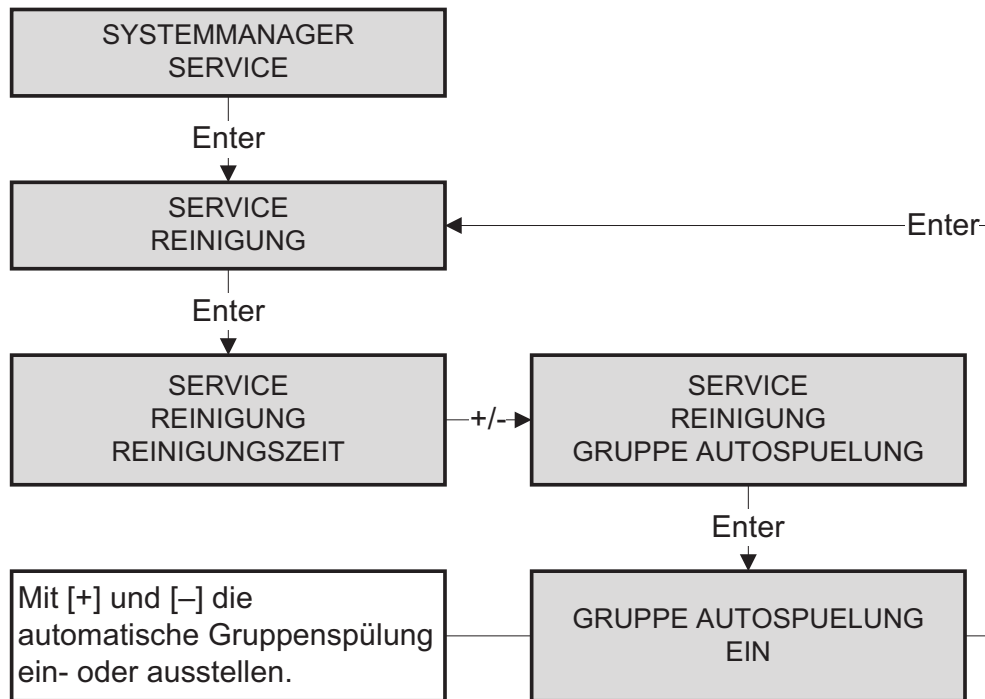 SYSTEMMANAGER
SERVICE
Enter
SERVICE
REINIGUNG
Enter
Enter
SERVICE
REINIGUNG
REINIGUNGSZEIT
+/-
SERVICE
REINIGUNG
GRUPPE AUTOSPUELUNG
Enter
Mit [+] und [–] die
automatische Gruppenspülung
ein- oder ausstellen.
GRUPPE AUTOSPUELUNG
EIN